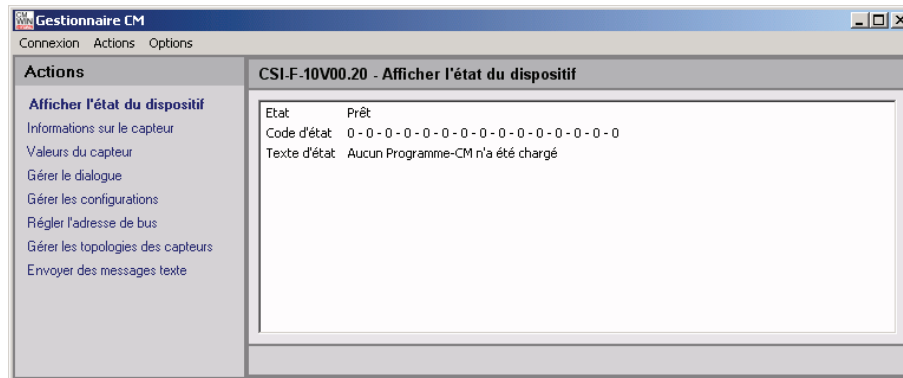 Gestionnaire CM
Connexion Actions Options
Actions
Afficher l'état du dispositif
Informations sur le capteur
Valeurs du capteur
Gérer le dialogue
Gérer les configurations
Régler l'adresse de bus
Gérer les topologies des capteurs
Envoyer des messages texte
CSI-F-10V00.20 - Afficher l'état du dispositif
Etat Prêt
Code d'état 0 - 0 - 0 - 0 - 0 - 0 - 0 - 0 - 0 - 0 - 0 - 0 - 0 - 0 - 0
Texte d'état Aucun Programme-CM n'a été chargé